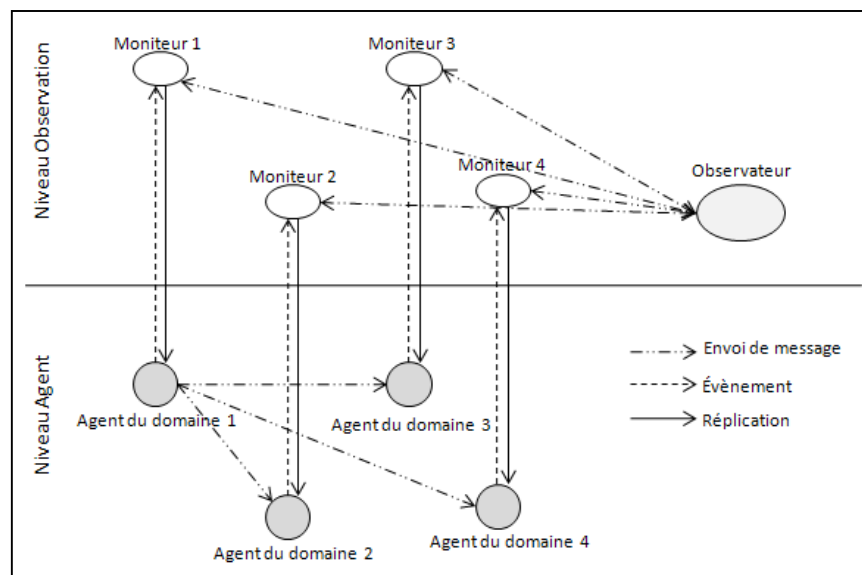 Niveau Observation
Moniteur 1
Moniteur 3
Moniteur 2
Moniteur 4
Observateur
Niveau Agent
Agent du domaine 1
Agent du domaine 3
Agent du domaine 2
Agent du domaine 4
Envoi de message
Évènement
Réplication